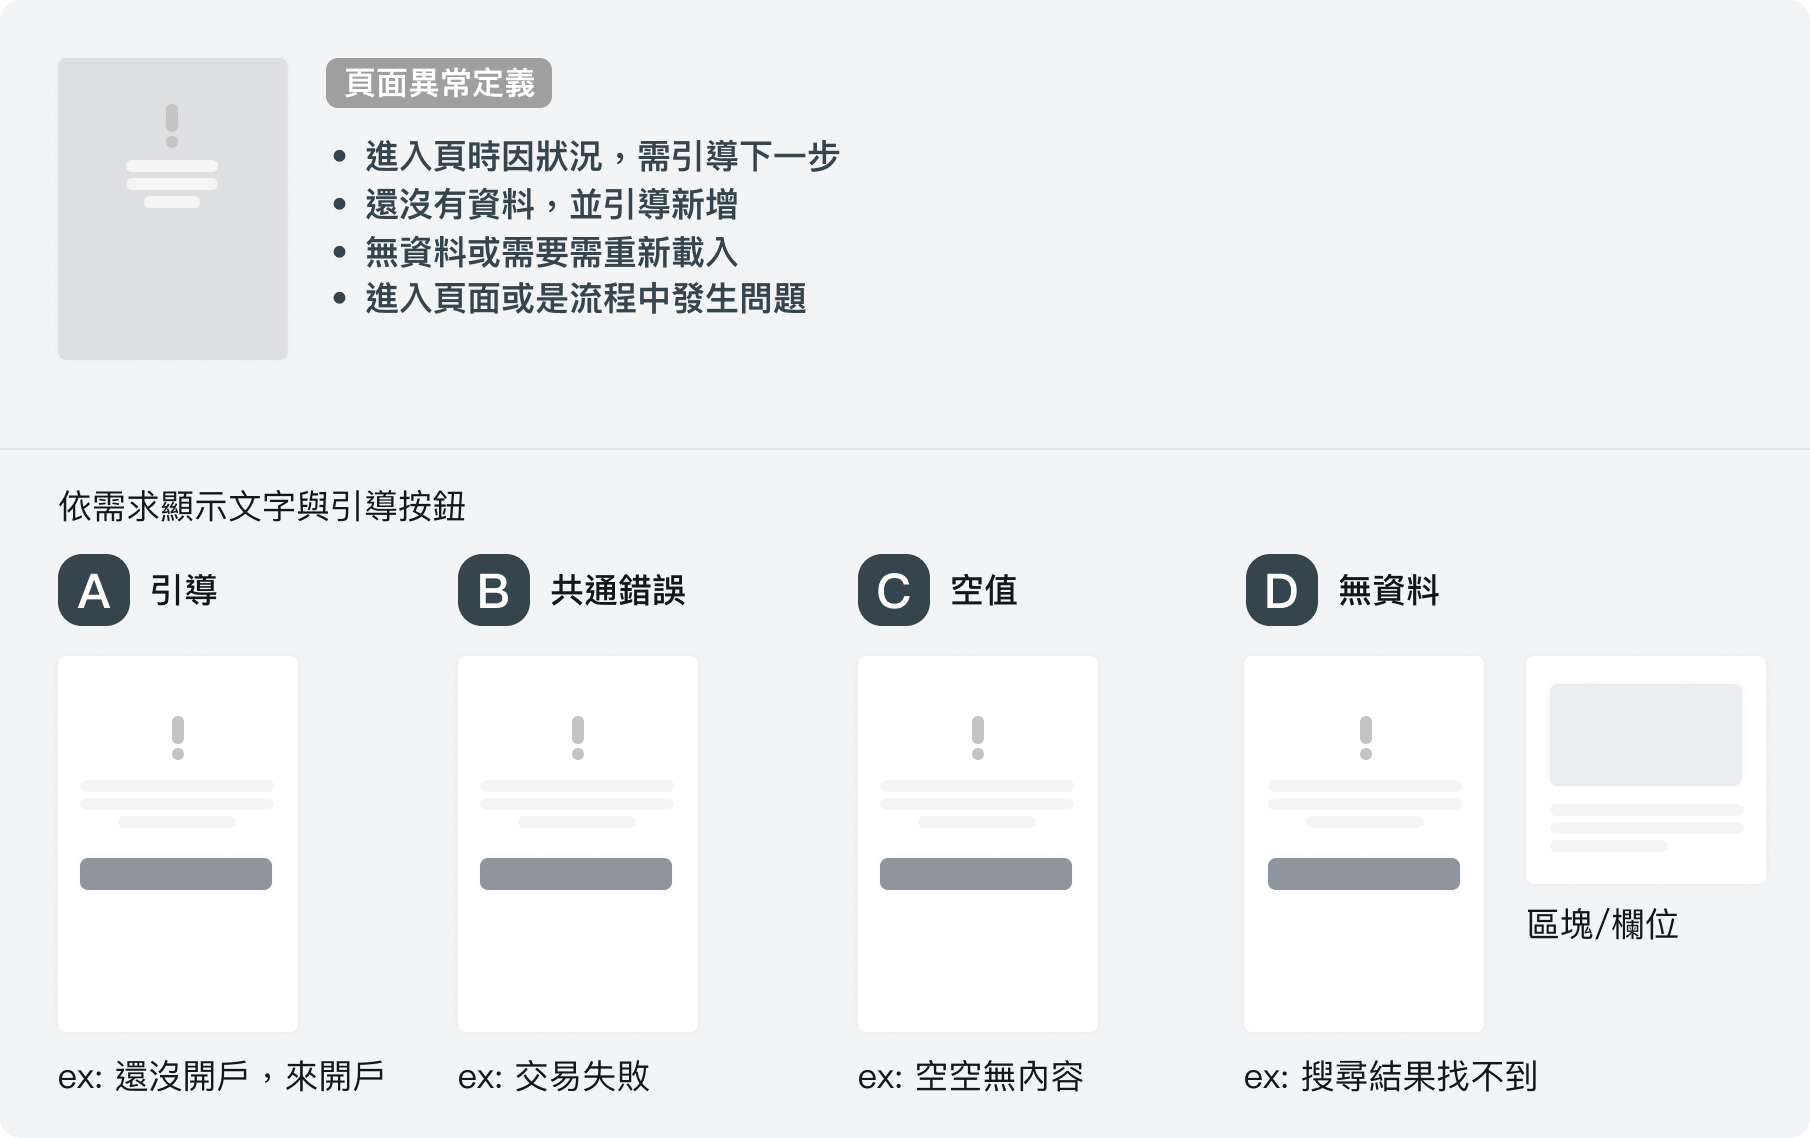 頁面異常定義
• 進入頁時因狀況，需引導下一步
• 還沒有資料，並引導新增
• 無資料或需要需重新載入
• 進入頁面或是流程中發生問題
依需求顯示文字與引導按鈕
A 引導
B 共通錯誤
C 空值
D 無資料
區塊/欄位
ex: 還沒開戶，來開戶
ex: 交易失敗
ex: 空空無內容
ex: 搜尋結果找不到